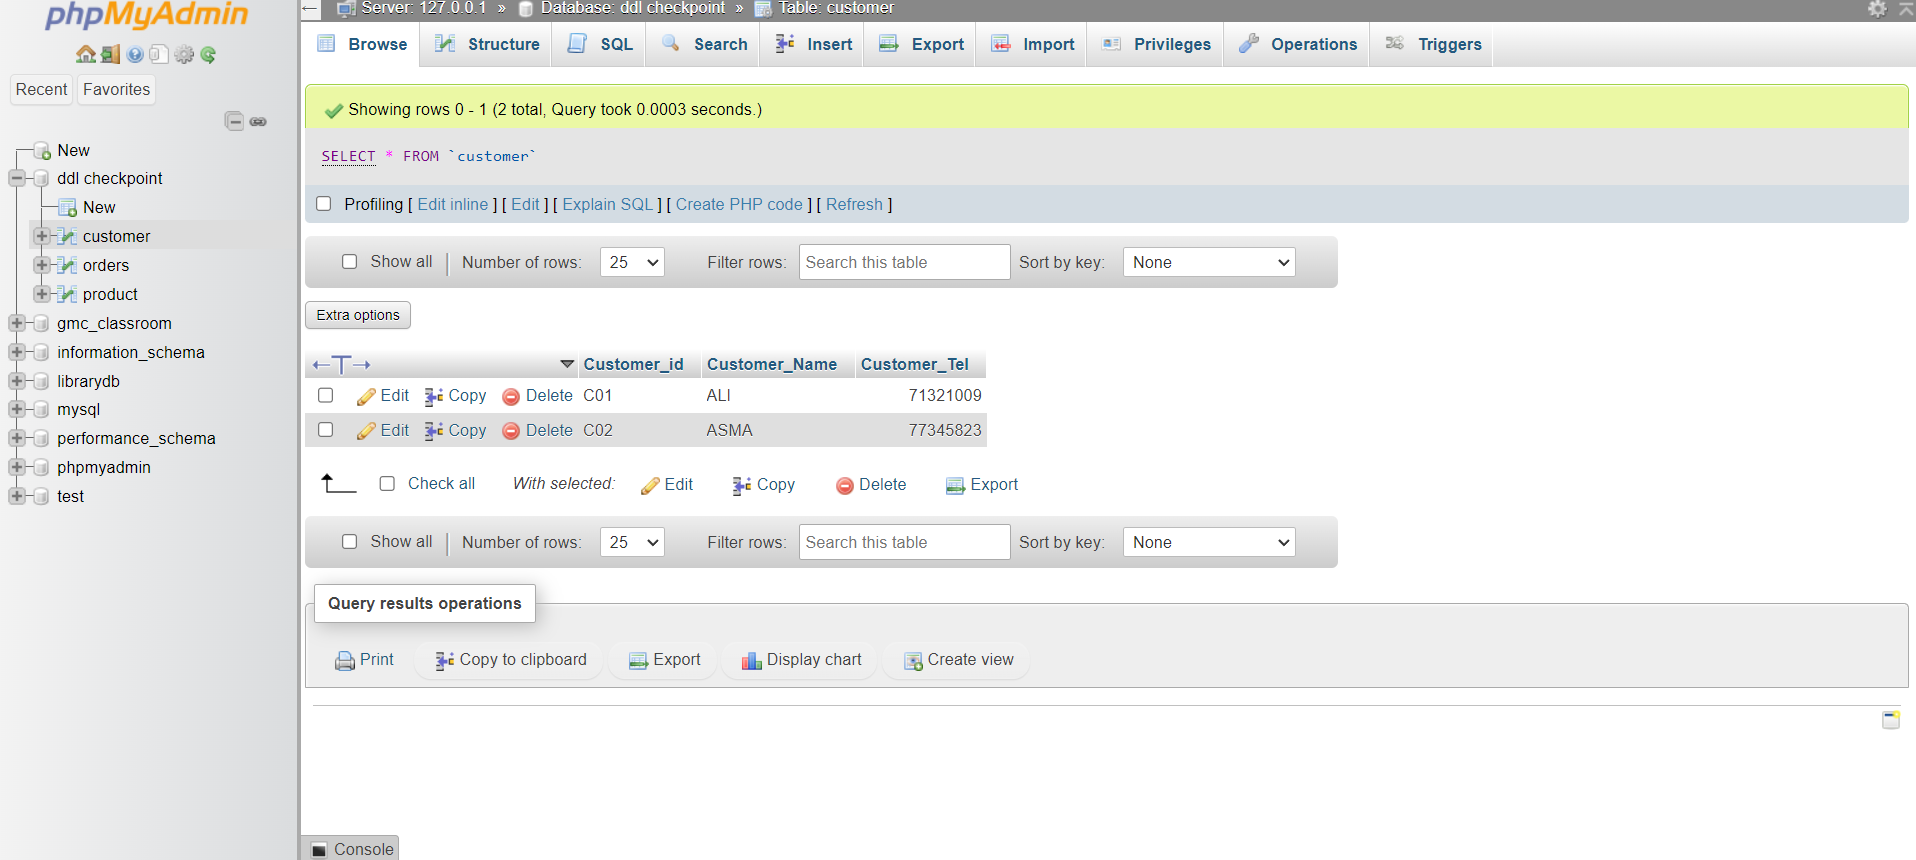 phpMyAdmin
Recent Favorites
New
ddl checkpoint
New
customer
orders
product
gmc_classroom
information_schema
librarydb
mysql
performance_schema
phpmyadmin
test
Server: 127.0.0.1 » Database: ddl checkpoint » Table: customer
Browse Structure SQL Search Insert Export Import Privileges Operations Triggers
Showing rows 0 - 1 (2 total, Query took 0.0003 seconds.)
SELECT * FROM `customer`
Profiling [ Edit inline ] [ Edit ] [ Explain SQL ] [ Create PHP code ] [ Refresh ]
Show all Number of rows: 25 Filter rows: Search this table Sort by key: None
Extra options
←T→ Customer_id Customer_Name Customer_Tel
Edit Copy Delete C01 ALI 71321009
Edit Copy Delete C02 ASMA 77345823
Check all With selected: Edit Copy Delete Export
Show all Number of rows: 25 Filter rows: Search this table Sort by key: None
Query results operations
Print Copy to clipboard Export Display chart Create view
Console